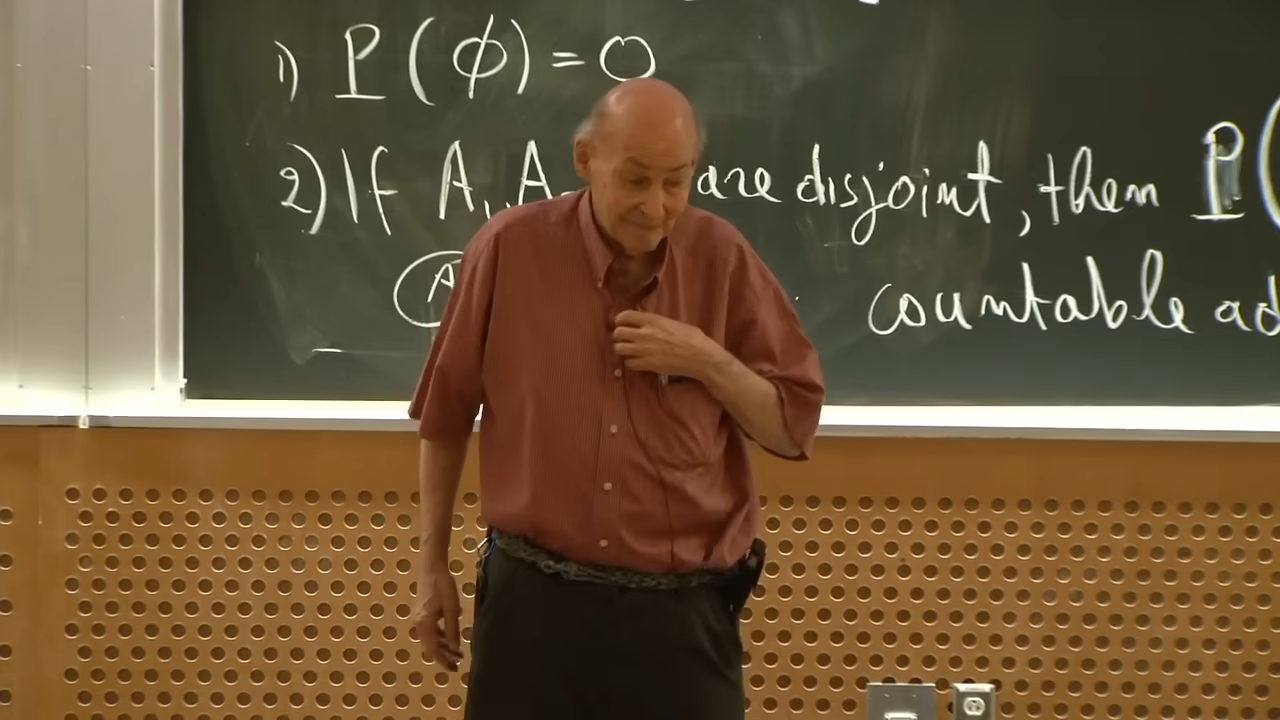 1) P(ϕ) = 0
2) If A₁, A₂ are disjoint, then P(
A countable ad